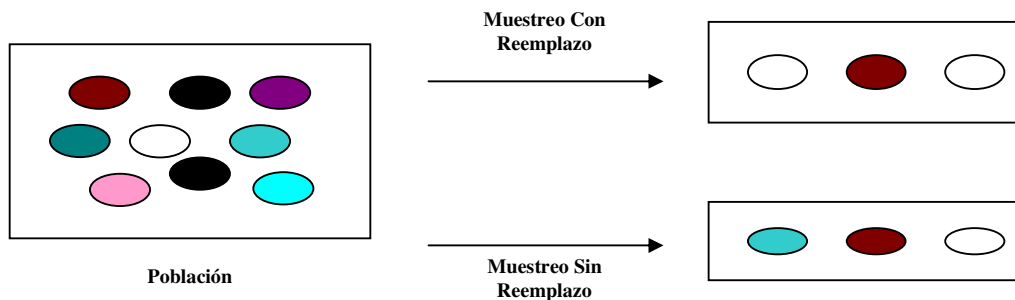 Muestreo Con
Reemplazo
Población
Muestreo Sin
Reemplazo